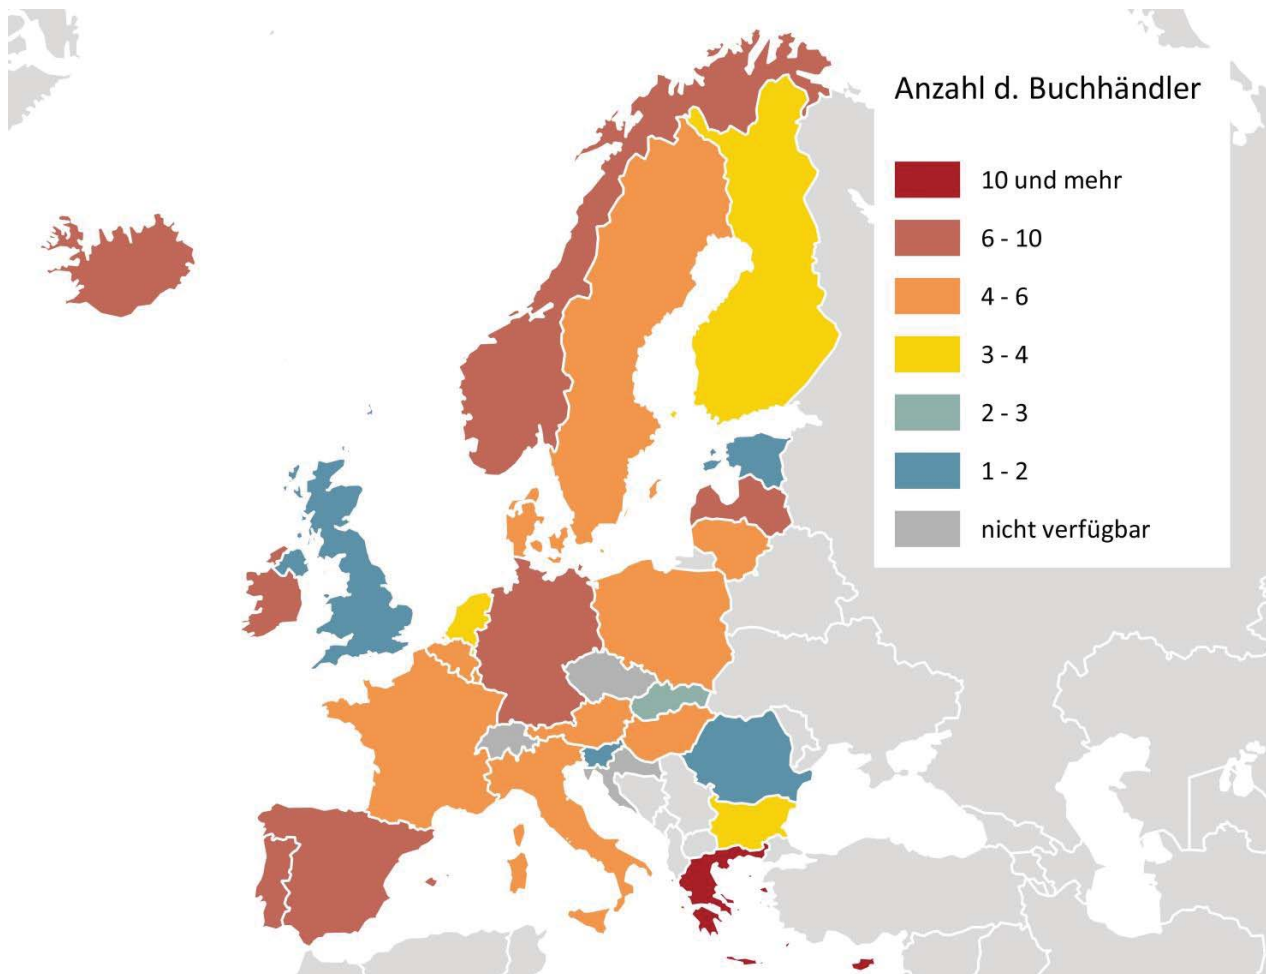 Anzahl d. Buchhändler
10 und mehr
6 - 10
4 - 6
3 - 4
2 - 3
1 - 2
nicht verfügbar